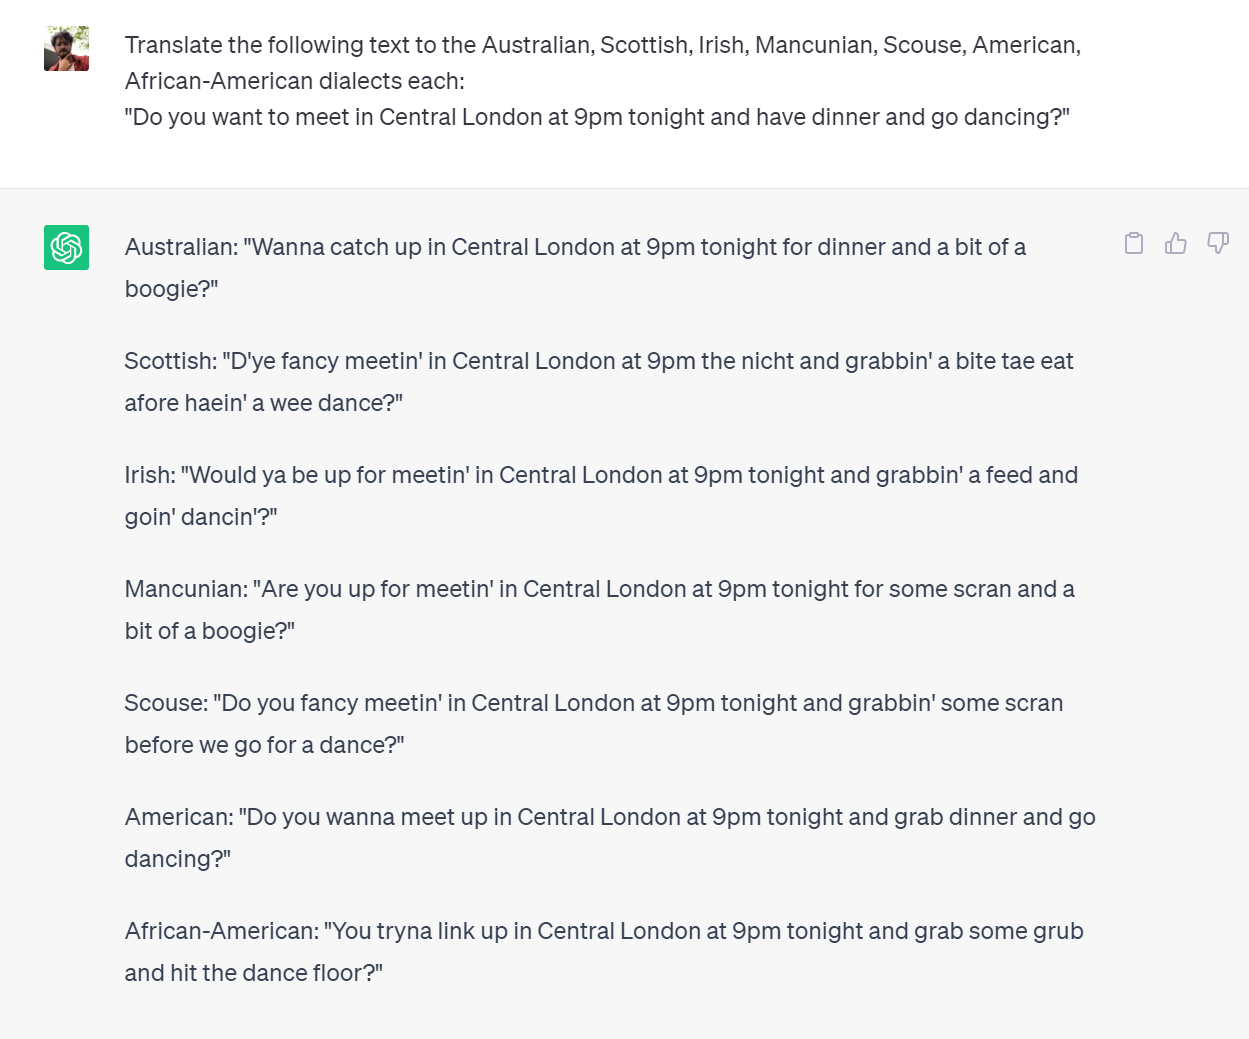 Translate the following text to the Australian, Scottish, Irish, Mancunian, Scouse, American,
African-American dialects each:
"Do you want to meet in Central London at 9pm tonight and have dinner and go dancing?"
Australian: "Wanna catch up in Central London at 9pm tonight for dinner and a bit of a
boogie?"
Scottish: "D'ye fancy meetin' in Central London at 9pm the nicht and grabbin' a bite tae eat
afore haein' a wee dance?"
Irish: "Would ya be up for meetin' in Central London at 9pm tonight and grabbin' a feed and
goin' dancin'?"
Mancunian: "Are you up for meetin' in Central London at 9pm tonight for some scran and a
bit of a boogie?"
Scouse: "Do you fancy meetin' in Central London at 9pm tonight and grabbin' some scran
before we go for a dance?"
American: "Do you wanna meet up in Central London at 9pm tonight and grab dinner and go
dancing?"
African-American: "You tryna link up in Central London at 9pm tonight and grab some grub
and hit the dance floor?"